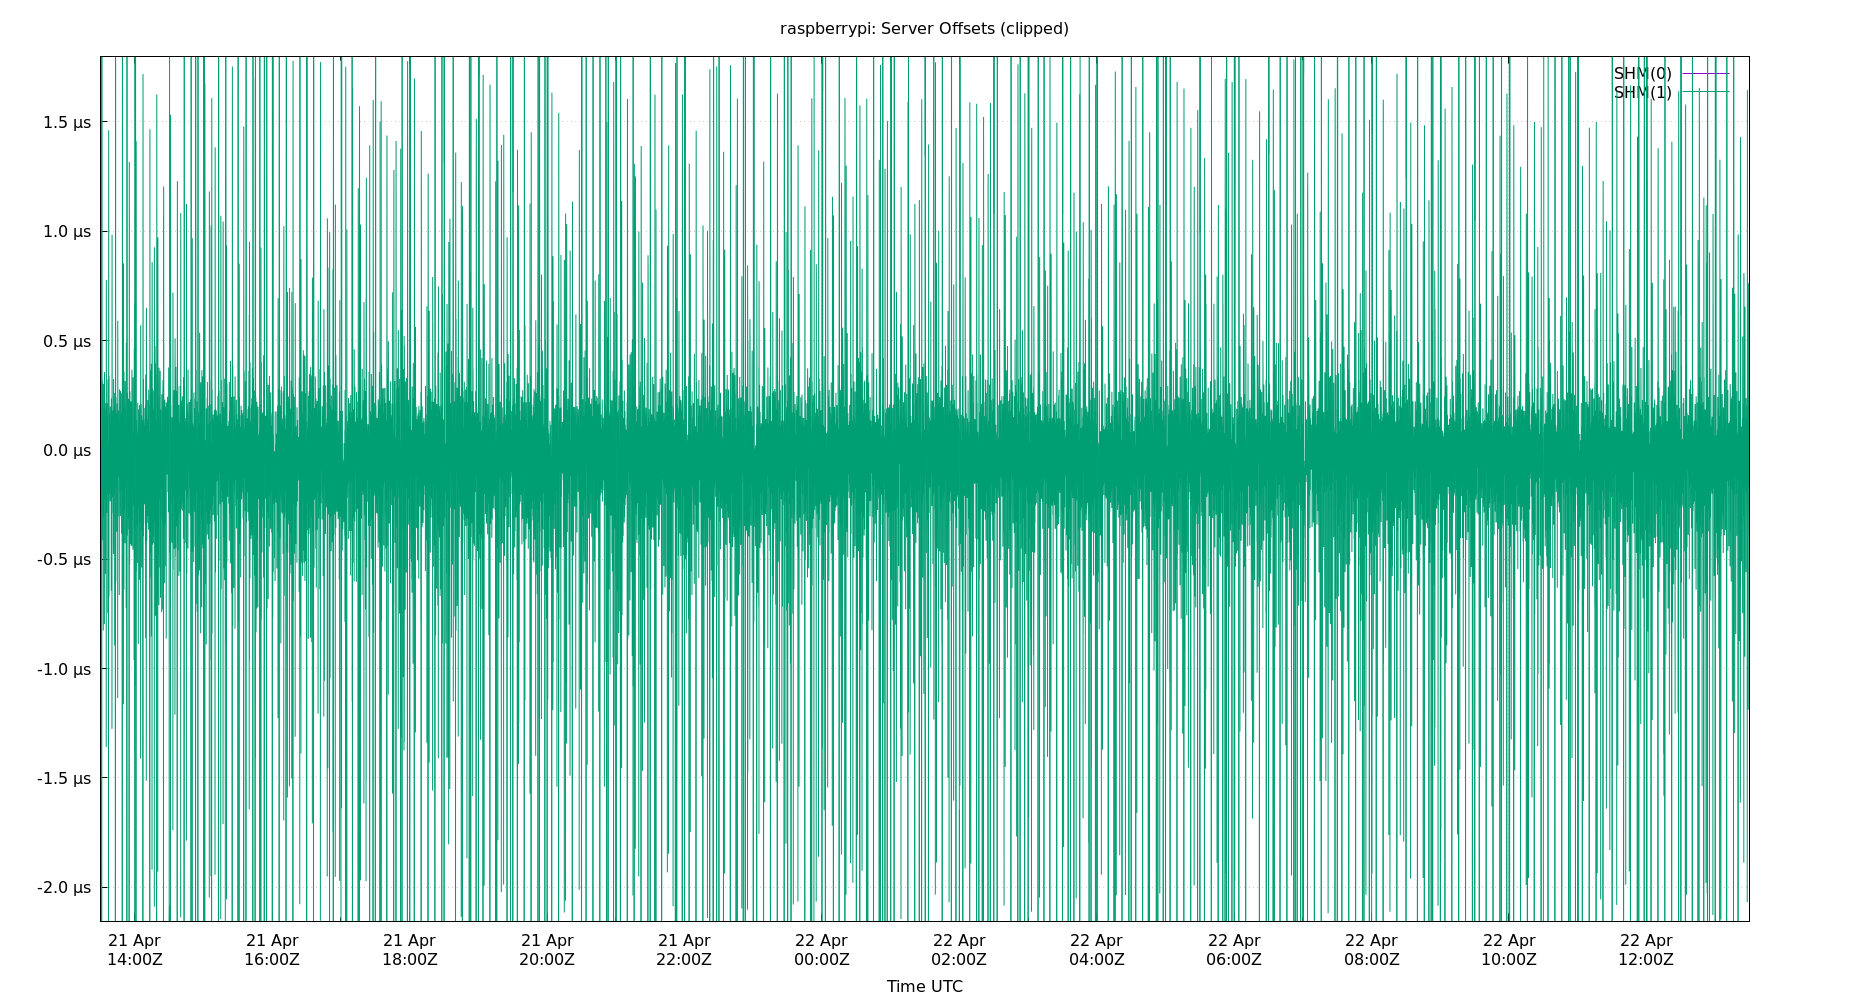 raspberrypi: Server Offsets (clipped)
SHM(0)
SHM(1)
1.5 µs
1.0 µs
0.5 µs
0.0 µs
-0.5 µs
-1.0 µs
-1.5 µs
-2.0 µs
21 Apr 21 Apr 21 Apr 21 Apr 21 Apr 22 Apr 22 Apr 22 Apr 22 Apr 22 Apr 22 Apr 22 Apr
14:00Z 16:00Z 18:00Z 20:00Z 22:00Z 00:00Z 02:00Z 04:00Z 06:00Z 08:00Z 10:00Z 12:00Z
Time UTC